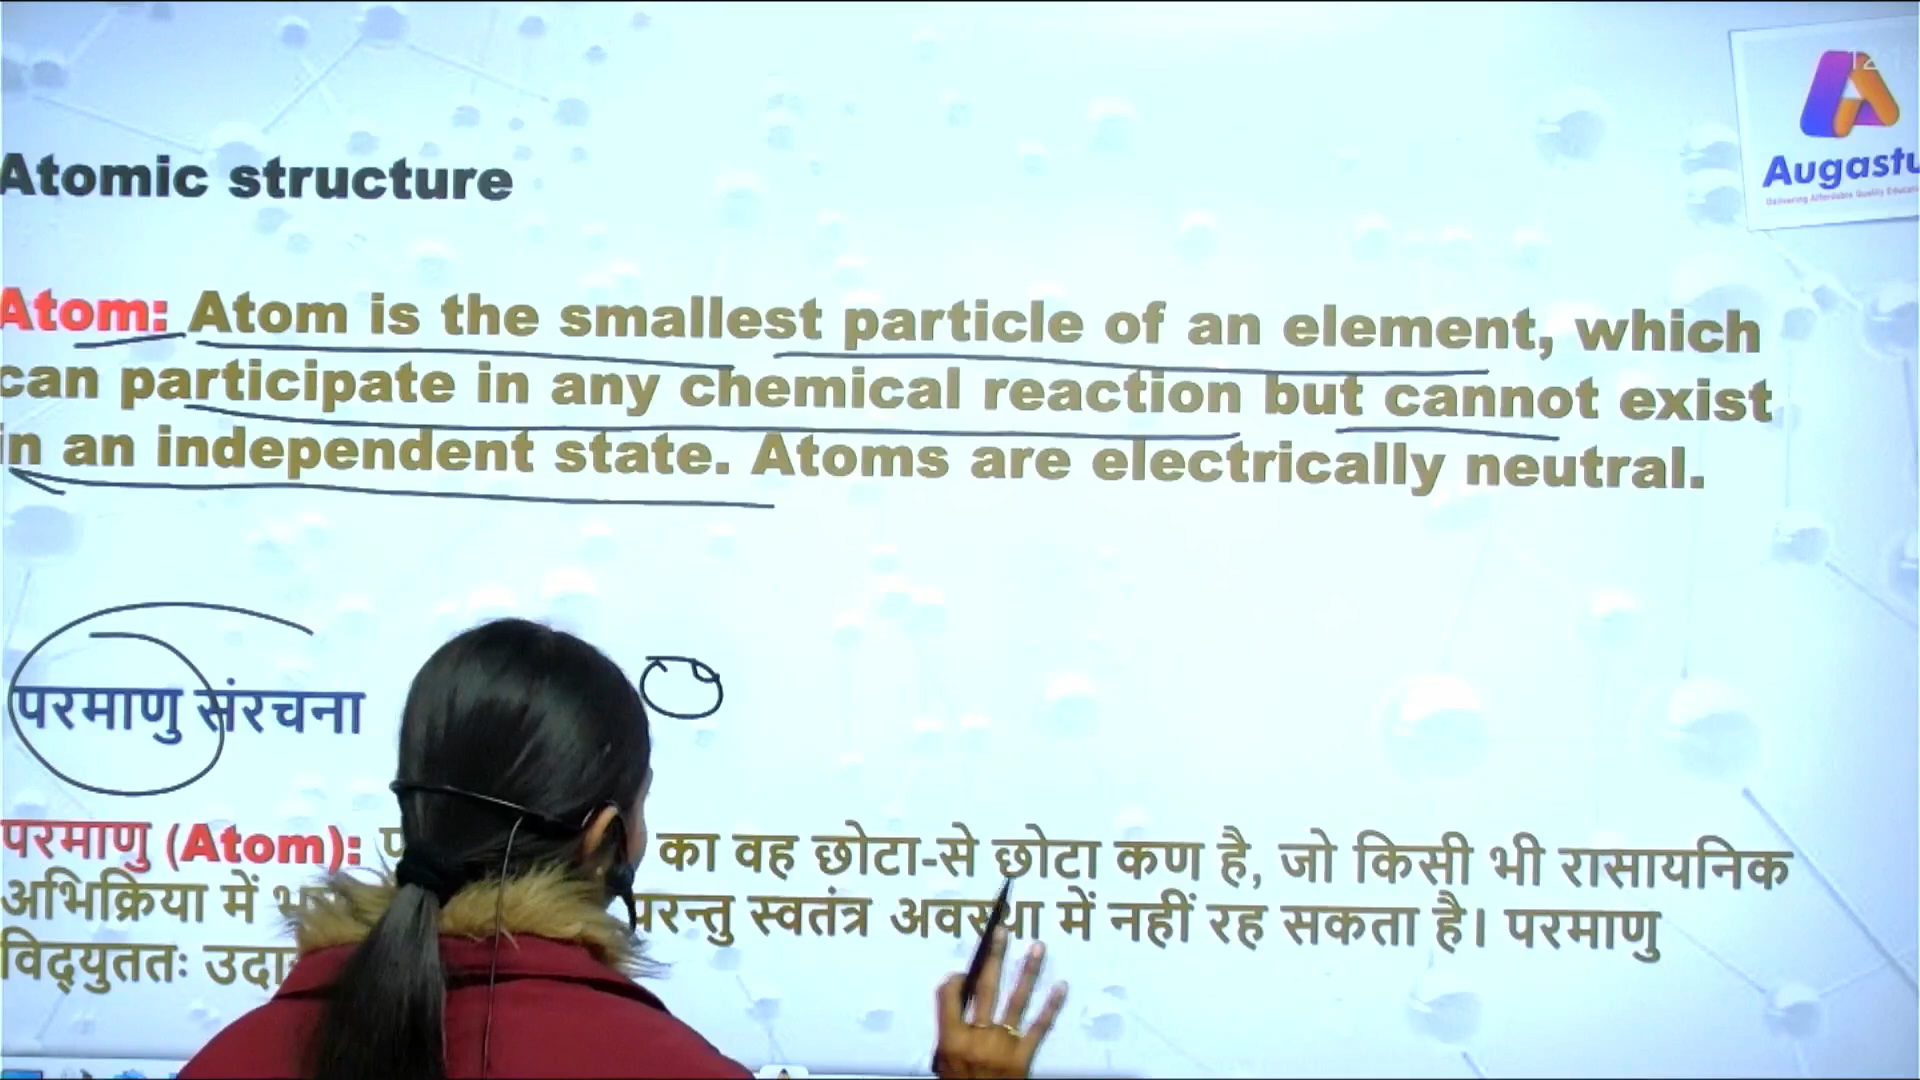 Augastu
Atomic structure
Atom: Atom is the smallest particle of an element, which
can participate in any chemical reaction but cannot exist
in an independent state. Atoms are electrically neutral.
परमाणु संरचना
परमाणु (Atom): का वह छोटा-से छोटा कण है, जो किसी भी रासायनिक
अभिक्रिया में परन्तु स्वतंत्र अवस्था में नहीं रह सकता है। परमाणु
विद्युततः